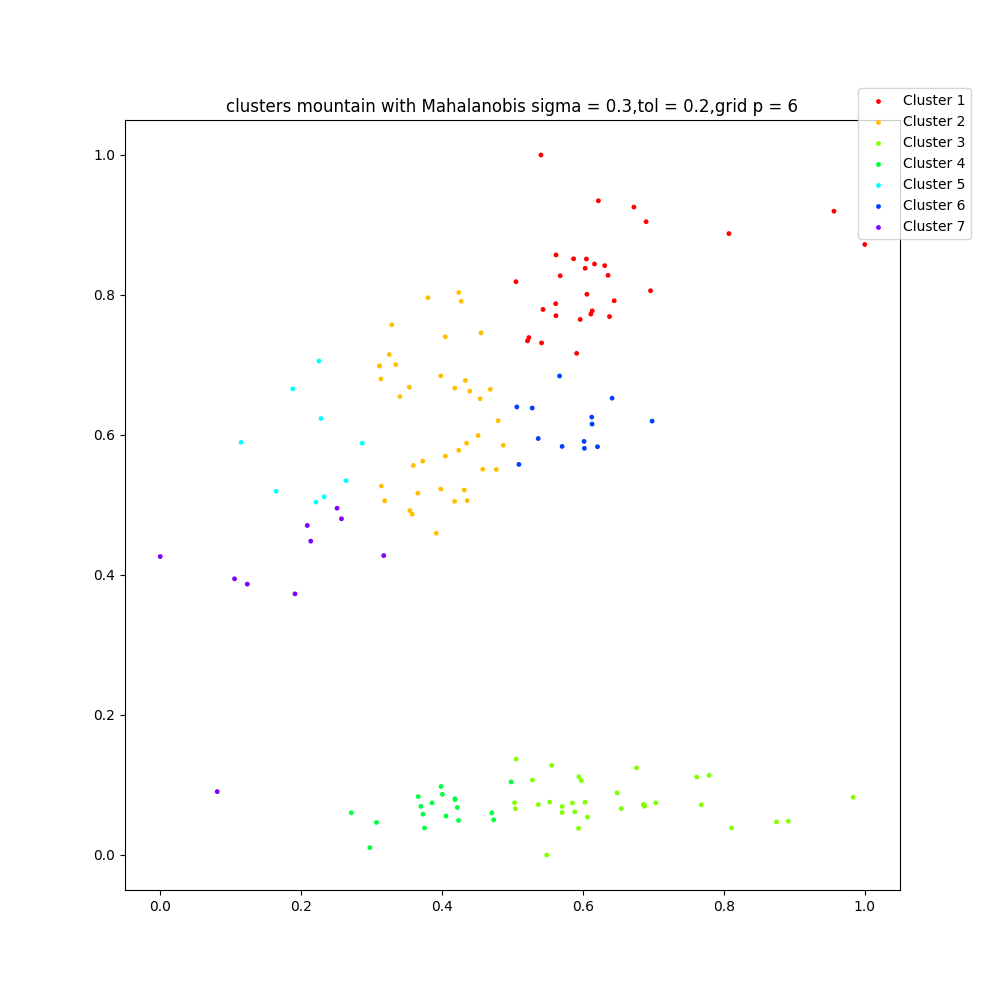 clusters mountain with Mahalanobis sigma = 0.3,tol = 0.2,grid p = 6
Cluster 1
Cluster 2
Cluster 3
Cluster 4
Cluster 5
Cluster 6
Cluster 7
1.0
0.8
0.6
0.4
0.2
0.0
0.0 0.2 0.4 0.6 0.8 1.0